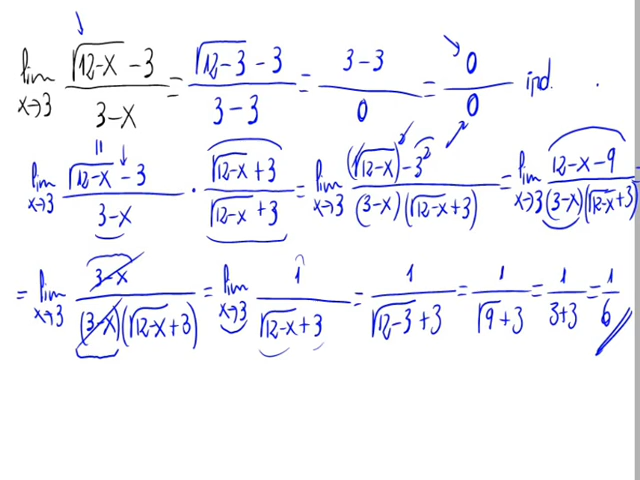 lim x→3 (√(12-x) - 3)/(3-x) = (√(12-3) - 3)/(3-3) = (3-3)/0 = 0/0 ind.
lim x→3 (√(12-x) - 3)/(3-x) · (√(12-x) + 3)/(√(12-x) + 3) = lim x→3 ((√(12-x))² - 3²)/((3-x)(√(12-x) + 3)) = lim x→3 (12-x-9)/((3-x)(√(12-x) + 3)) =
= lim x→3 (3-x)/((3-x)(√(12-x) + 3)) = lim x→3 1/(√(12-x) + 3) = 1/(√(12-3) + 3) = 1/(√9 + 3) = 1/(3+3) = 1/6